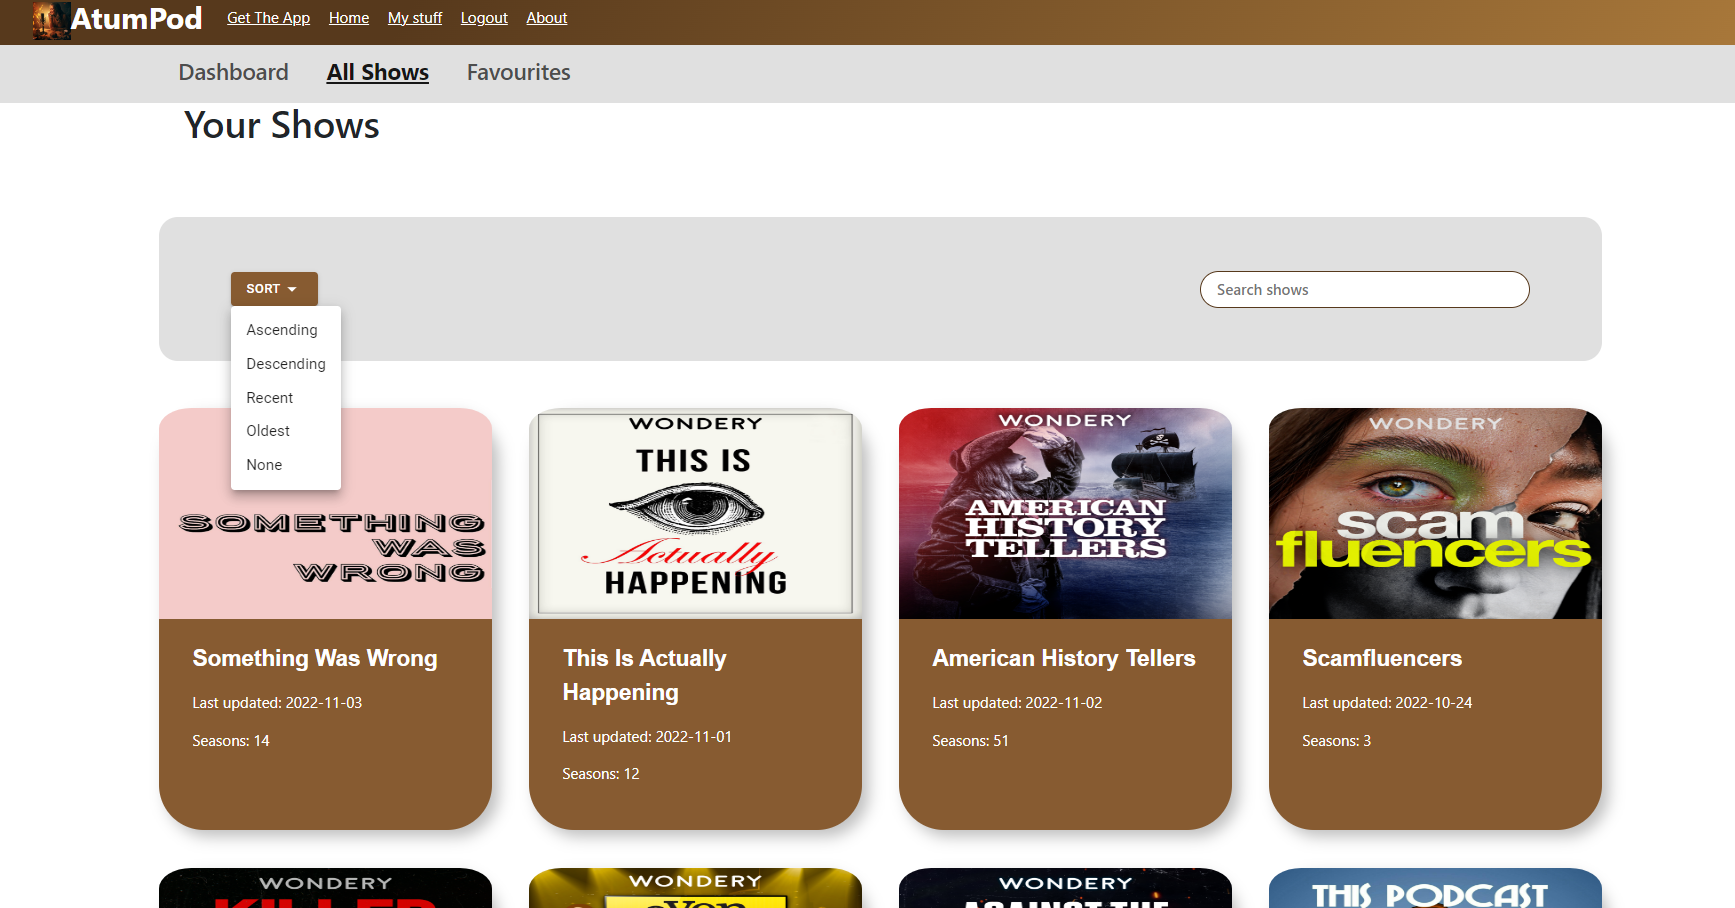 AtumPod Get The App Home My stuff Logout About
Dashboard All Shows Favourites
Your Shows
SORT
Search shows
Ascending
Descending
Recent
Oldest
None
SOMETHING
WAS
WRONG
WONDERY
THIS IS
Actually
HAPPENING
WONDERY
AMERICAN
HISTORY
TELLERS
WONDERY
scam
fluencers
Something Was Wrong
Last updated: 2022-11-03
Seasons: 14
This Is Actually
Happening
Last updated: 2022-11-01
Seasons: 12
American History Tellers
Last updated: 2022-11-02
Seasons: 51
Scamfluencers
Last updated: 2022-10-24
Seasons: 3
WONDERY
KILLER
WONDERY
WONDERY
AGAINST THE
THIS PODCAST